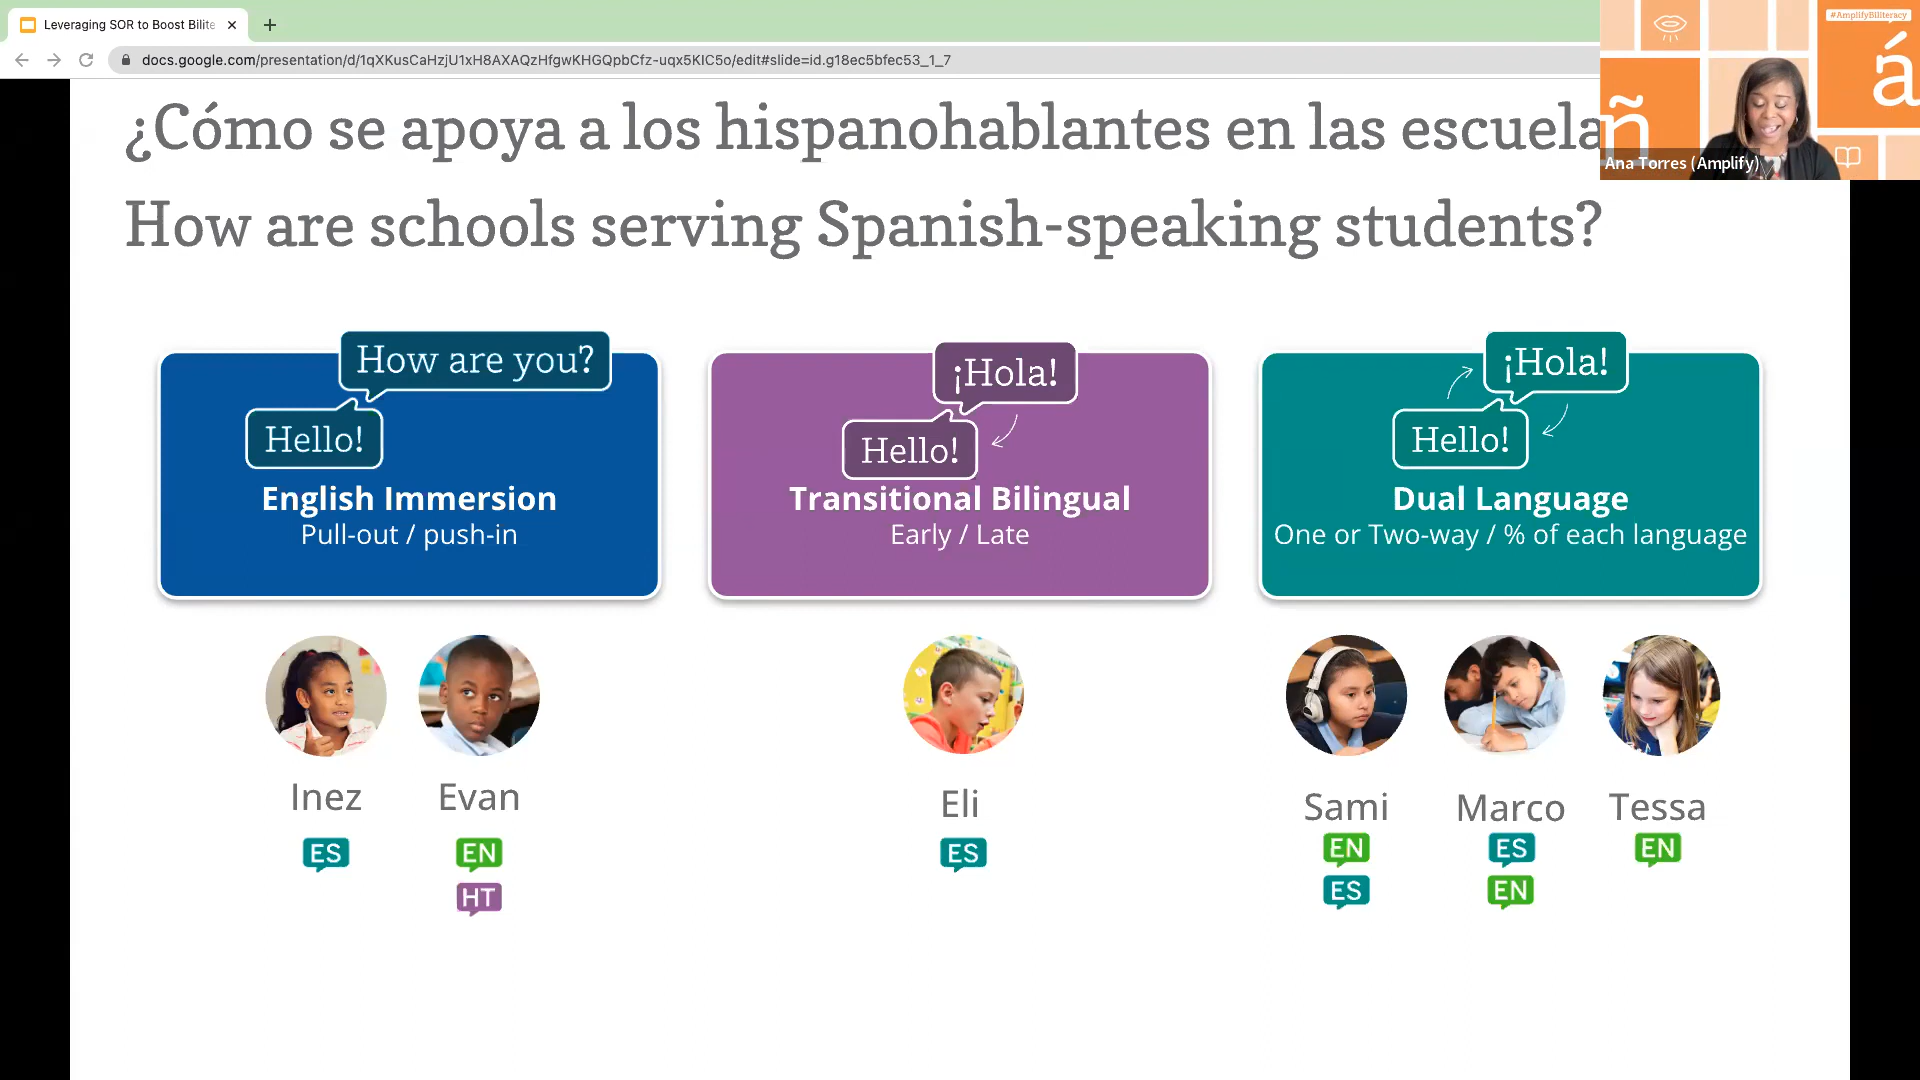 Leveraging SOR to Boost Bilite
docs.google.com/presentation/d/1qXKusCaHzjU1xH8AXAQzHfgwKHGQpbCfz-uqx5KIC5o/edit#slide=id.g18ec5bfec53_1_7
#AmplifyBiliteracy
á
ñ
Ana Torres (Amplify)
¿Cómo se apoya a los hispanohablantes en las escuela
How are schools serving Spanish-speaking students?
How are you?
Hello!
English Immersion
Pull-out / push-in
¡Hola!
Hello!
Transitional Bilingual
Early / Late
¡Hola!
Hello!
Dual Language
One or Two-way / % of each language
Inez
ES
Evan
EN
HT
Eli
ES
Sami
EN
ES
Marco
ES
EN
Tessa
EN